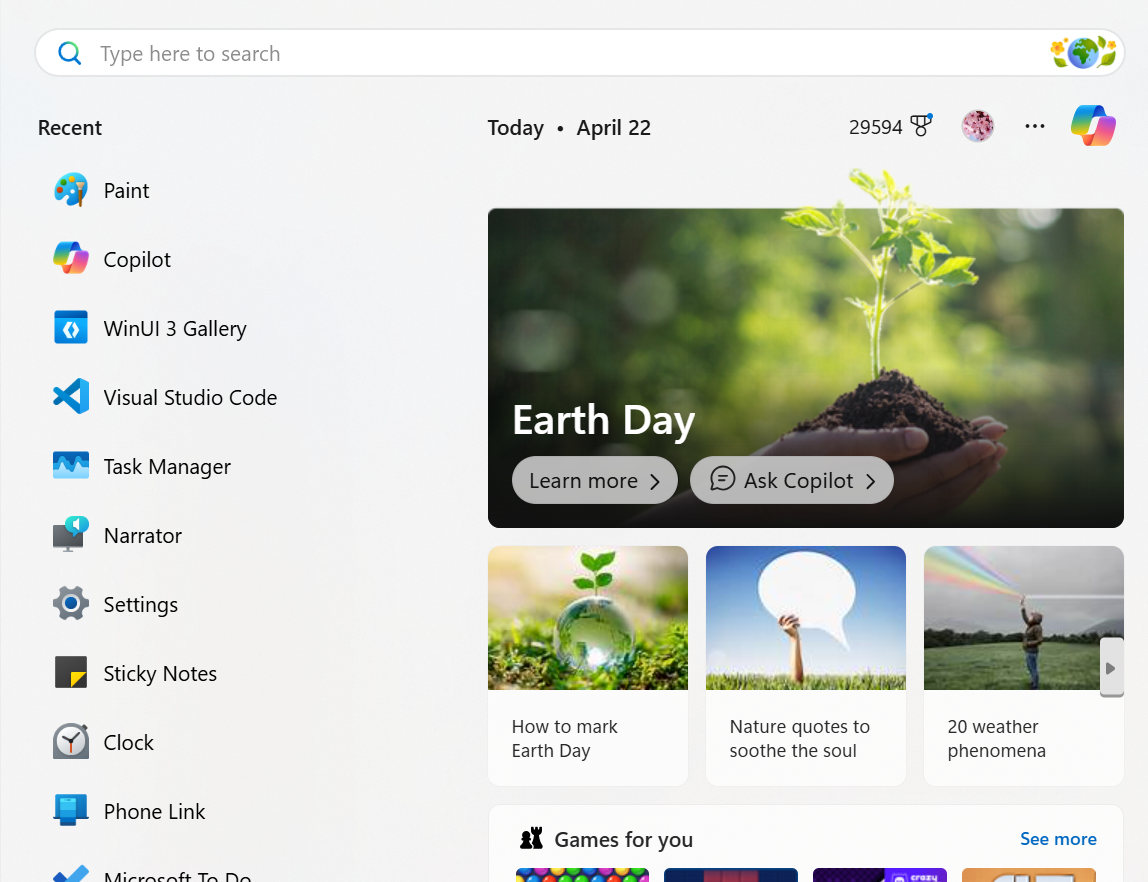 Type here to search
Recent
Paint
Copilot
WinUI 3 Gallery
Visual Studio Code
Task Manager
Narrator
Settings
Sticky Notes
Clock
Phone Link
Microsoft To Do
Today • April 22
29594
Earth Day
Learn more
Ask Copilot
How to mark
Earth Day
Nature quotes to
soothe the soul
20 weather
phenomena
Games for you
See more
crazy